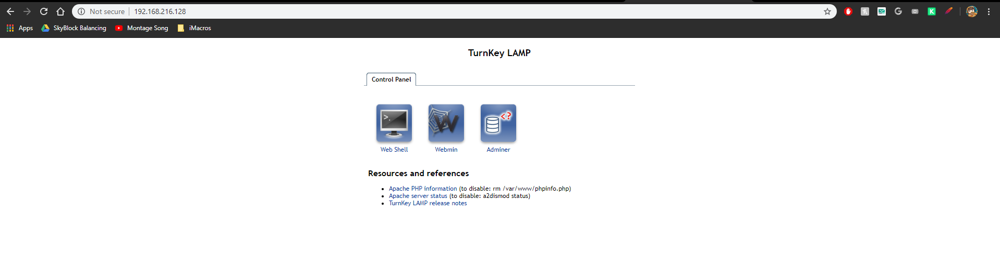 Not secure 192.168.216.128
Apps SkyBlock Balancing Montage Song iMacros
TurnKey LAMP
Control Panel
>_
W <?
Web Shell Webmin Adminer
Resources and references
Apache PHP information (to disable: rm /var/www/phpinfo.php)
Apache server status (to disable: a2dismod status)
TurnKey LAMP release notes